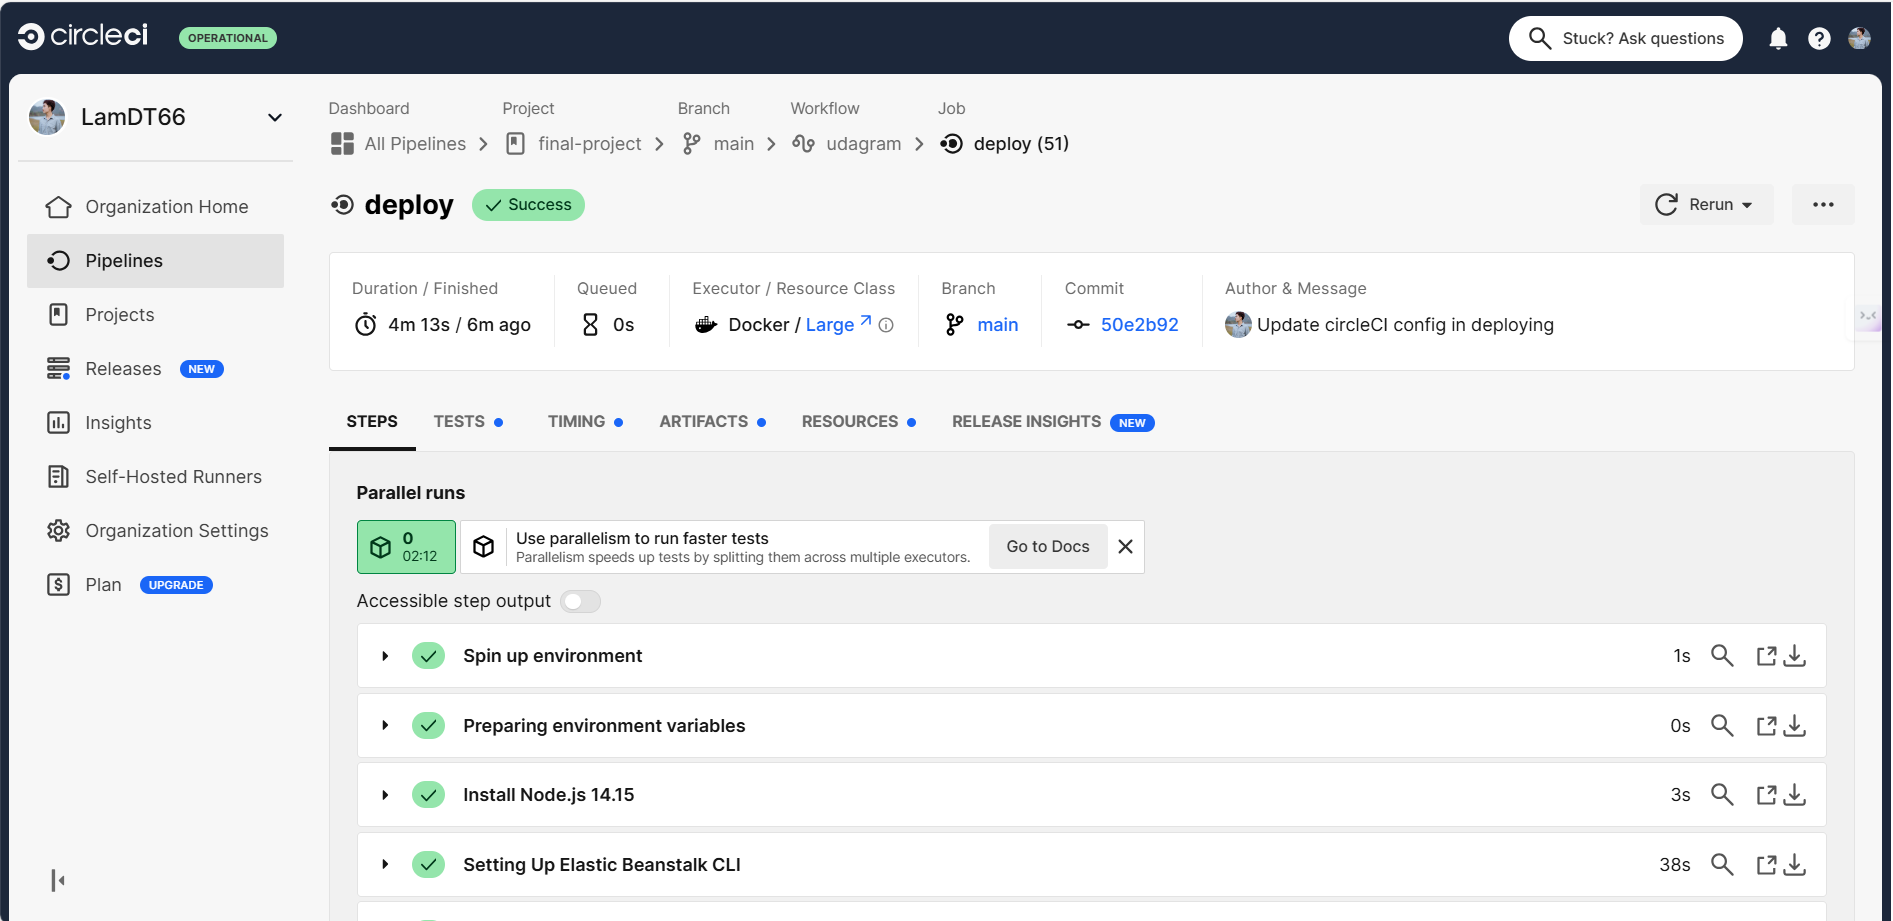 circleci
OPERATIONAL
Stuck? Ask questions
LamDT66
Organization Home
Pipelines
Projects
Releases NEW
Insights
Self-Hosted Runners
Organization Settings
Plan UPGRADE
Dashboard Project Branch Workflow Job
All Pipelines final-project main udagram deploy (51)
deploy Success
Rerun
Duration / Finished Queued Executor / Resource Class Branch Commit Author & Message
4m 13s / 6m ago 0s Docker / Large main 50e2b92 Update circleCI config in deploying
STEPS TESTS TIMING ARTIFACTS RESOURCES RELEASE INSIGHTS NEW
Parallel runs
0
02:12
Use parallelism to run faster tests
Parallelism speeds up tests by splitting them across multiple executors.
Go to Docs
Accessible step output
Spin up environment 1s
Preparing environment variables 0s
Install Node.js 14.15 3s
Setting Up Elastic Beanstalk CLI 38s